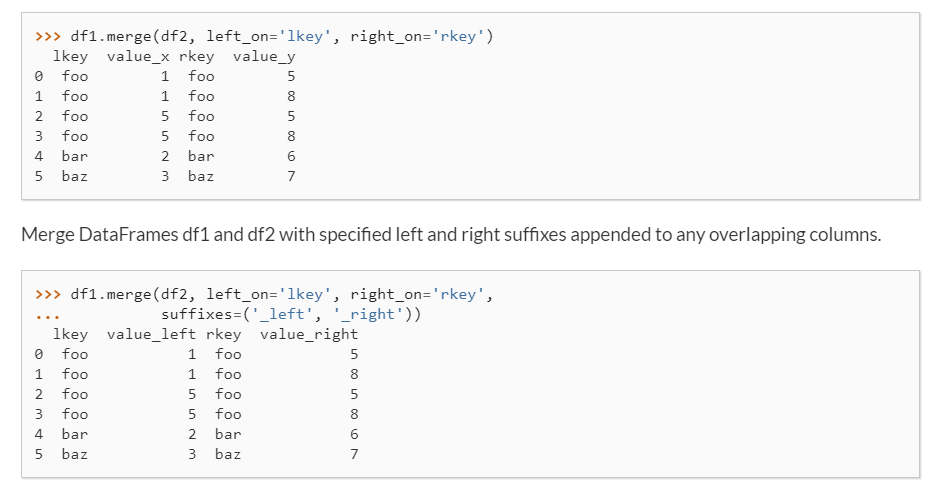 >>> df1.merge(df2, left_on='lkey', right_on='rkey')
  lkey  value_x rkey  value_y
0  foo        1  foo        5
1  foo        1  foo        8
2  foo        5  foo        5
3  foo        5  foo        8
4  bar        2  bar        6
5  baz        3  baz        7
Merge DataFrames df1 and df2 with specified left and right suffixes appended to any overlapping columns.
>>> df1.merge(df2, left_on='lkey', right_on='rkey',
...           suffixes=('_left', '_right'))
  lkey  value_left rkey  value_right
0  foo           1  foo            5
1  foo           1  foo            8
2  foo           5  foo            5
3  foo           5  foo            8
4  bar           2  bar            6
5  baz           3  baz            7